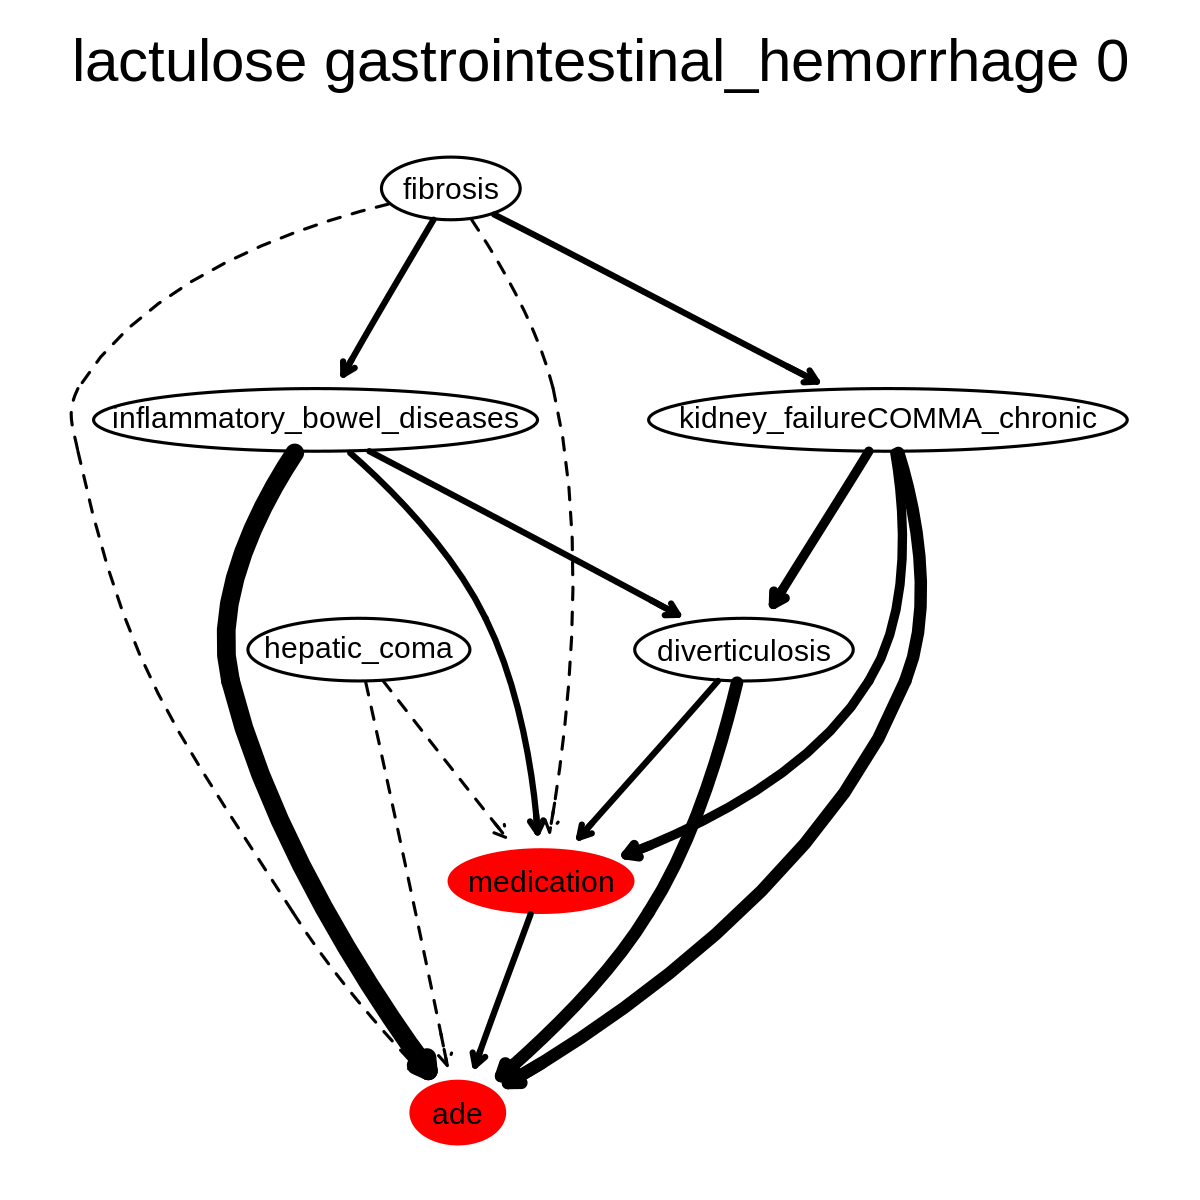 lactulose gastrointestinal_hemorrhage 0
fibrosis
inflammatory_bowel_diseases
kidney_failureCOMMA_chronic
hepatic_coma
diverticulosis
medication
ade